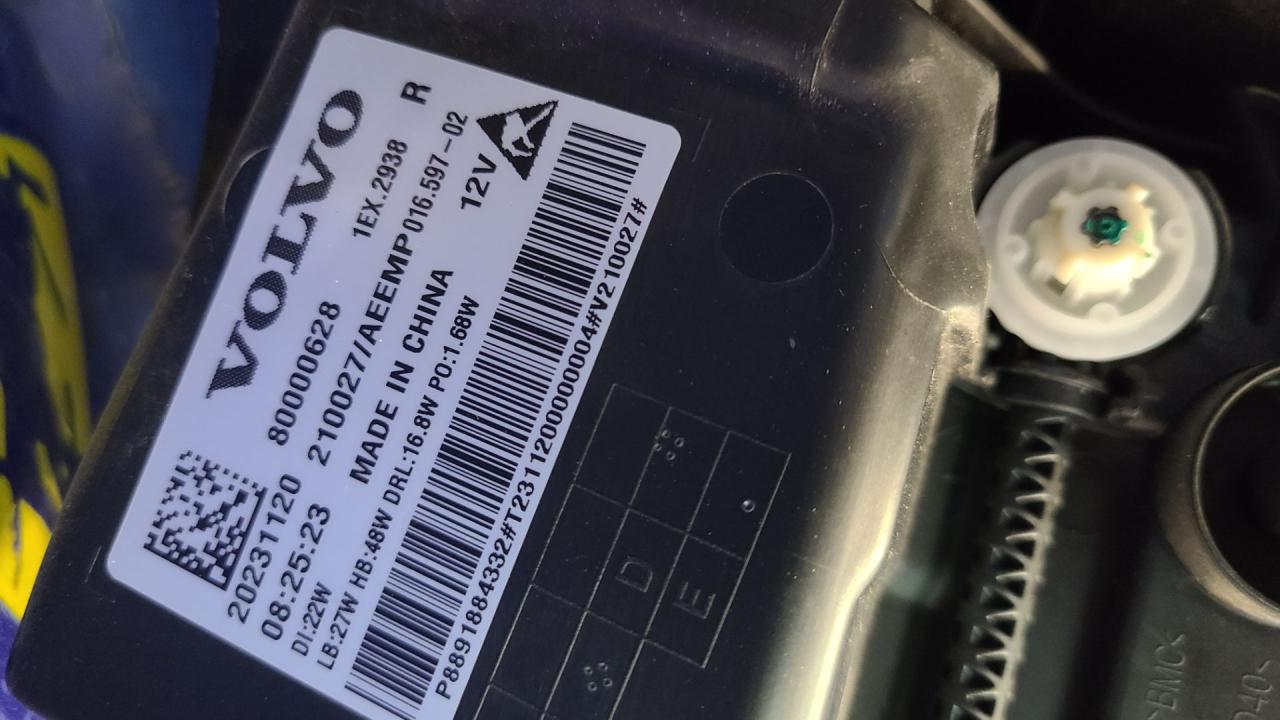 VOLVO
80000628
1EX.2938
R
210027/AEEMP016.597-02
MADE IN CHINA
12V
20231120
08:25:23
DI:22W
LB:27W HB:48W DRL:16.8W PO:1.68W
P8891884332#T231120000004#V210027#
D
E
>BMC<